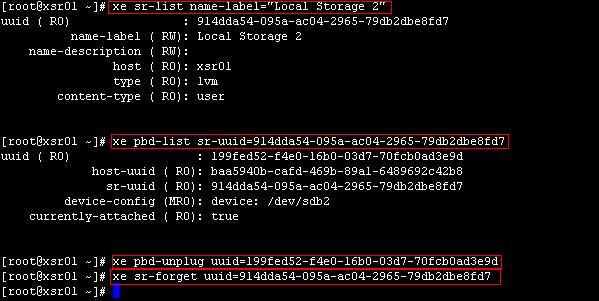 [root@xsr01 ~]# xe sr-list name-label="Local Storage 2"
uuid ( RO) : 914dda54-095a-ac04-2965-79db2dbe8fd7
name-label ( RW): Local Storage 2
name-description ( RW):
host ( RO): xsr01
type ( RO): lvm
content-type ( RO): user
[root@xsr01 ~]# xe pbd-list sr-uuid=914dda54-095a-ac04-2965-79db2dbe8fd7
uuid ( RO) : 199fed52-f4e0-16b0-03d7-70fcb0ad3e9d
host-uuid ( RO): baa5940b-cafd-469b-89a1-6489692c42b8
sr-uuid ( RO): 914dda54-095a-ac04-2965-79db2dbe8fd7
device-config (MRO): device: /dev/sdb2
currently-attached ( RO): true
[root@xsr01 ~]# xe pbd-unplug uuid=199fed52-f4e0-16b0-03d7-70fcb0ad3e9d
[root@xsr01 ~]# xe sr-forget uuid=914dda54-095a-ac04-2965-79db2dbe8fd7
[root@xsr01 ~]#